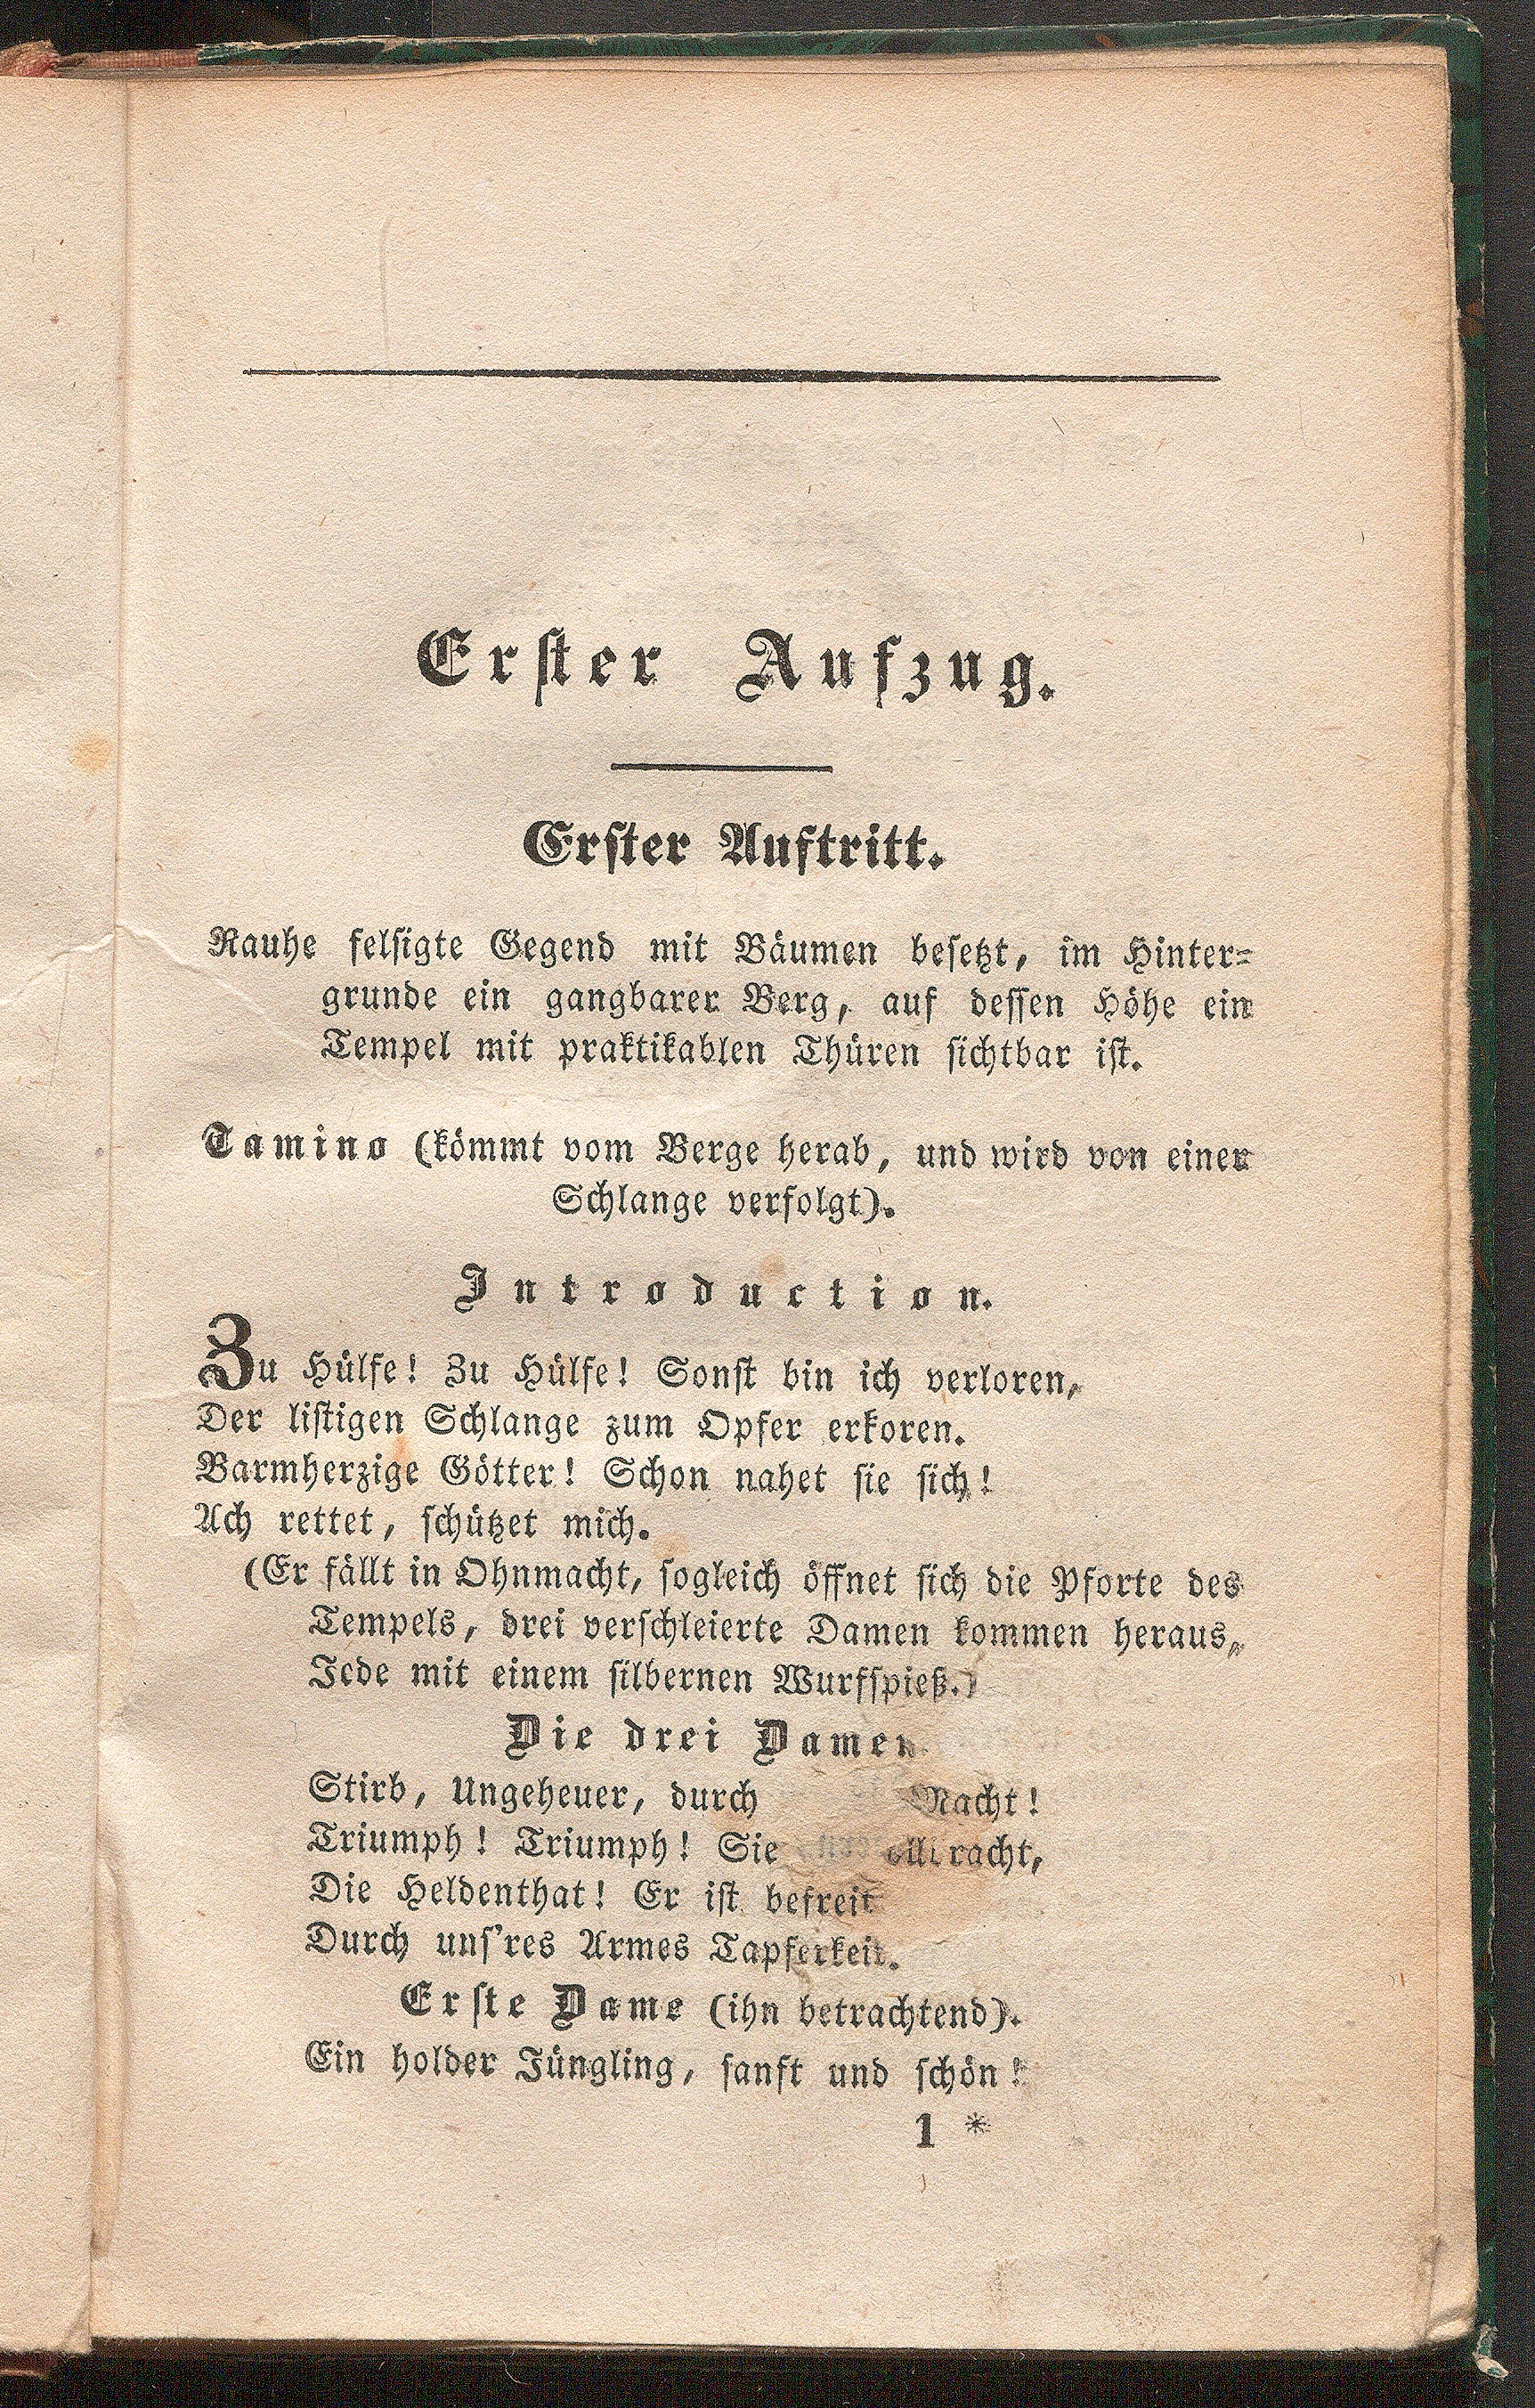 Erster Aufzug.
Erster Auftritt.
Rauhe felsigte Gegend mit Bäumen besetzt, im Hinter=
grunde ein gangbarer Berg, auf dessen Höhe ein
Tempel mit praktikablen Thüren sichtbar ist.
Tamino (kömmt vom Berge herab, und wird von einer
Schlange verfolgt).
Introduction.
Zu Hülfe! Zu Hülfe! Sonst bin ich verloren,
Der listigen Schlange zum Opfer erkoren.
Barmherzige Götter! Schon nahet sie sich!
Ach rettet, schützet mich.
(Er fällt in Ohnmacht, sogleich öffnet sich die Pforte des
Tempels, drei verschleierte Damen kommen heraus,
Jede mit einem silbernen Wurfspieß.)
Die drei Damen
Stirb, Ungeheuer, durch Macht!
Triumph! Triumph! Sie
Die Heldenthat! Er ist befreit
Durch uns'res Armes Tapferkeit.
Erste Dame (ihn betrachtend).
Ein holder Jüngling, sanft und schön!
1 *